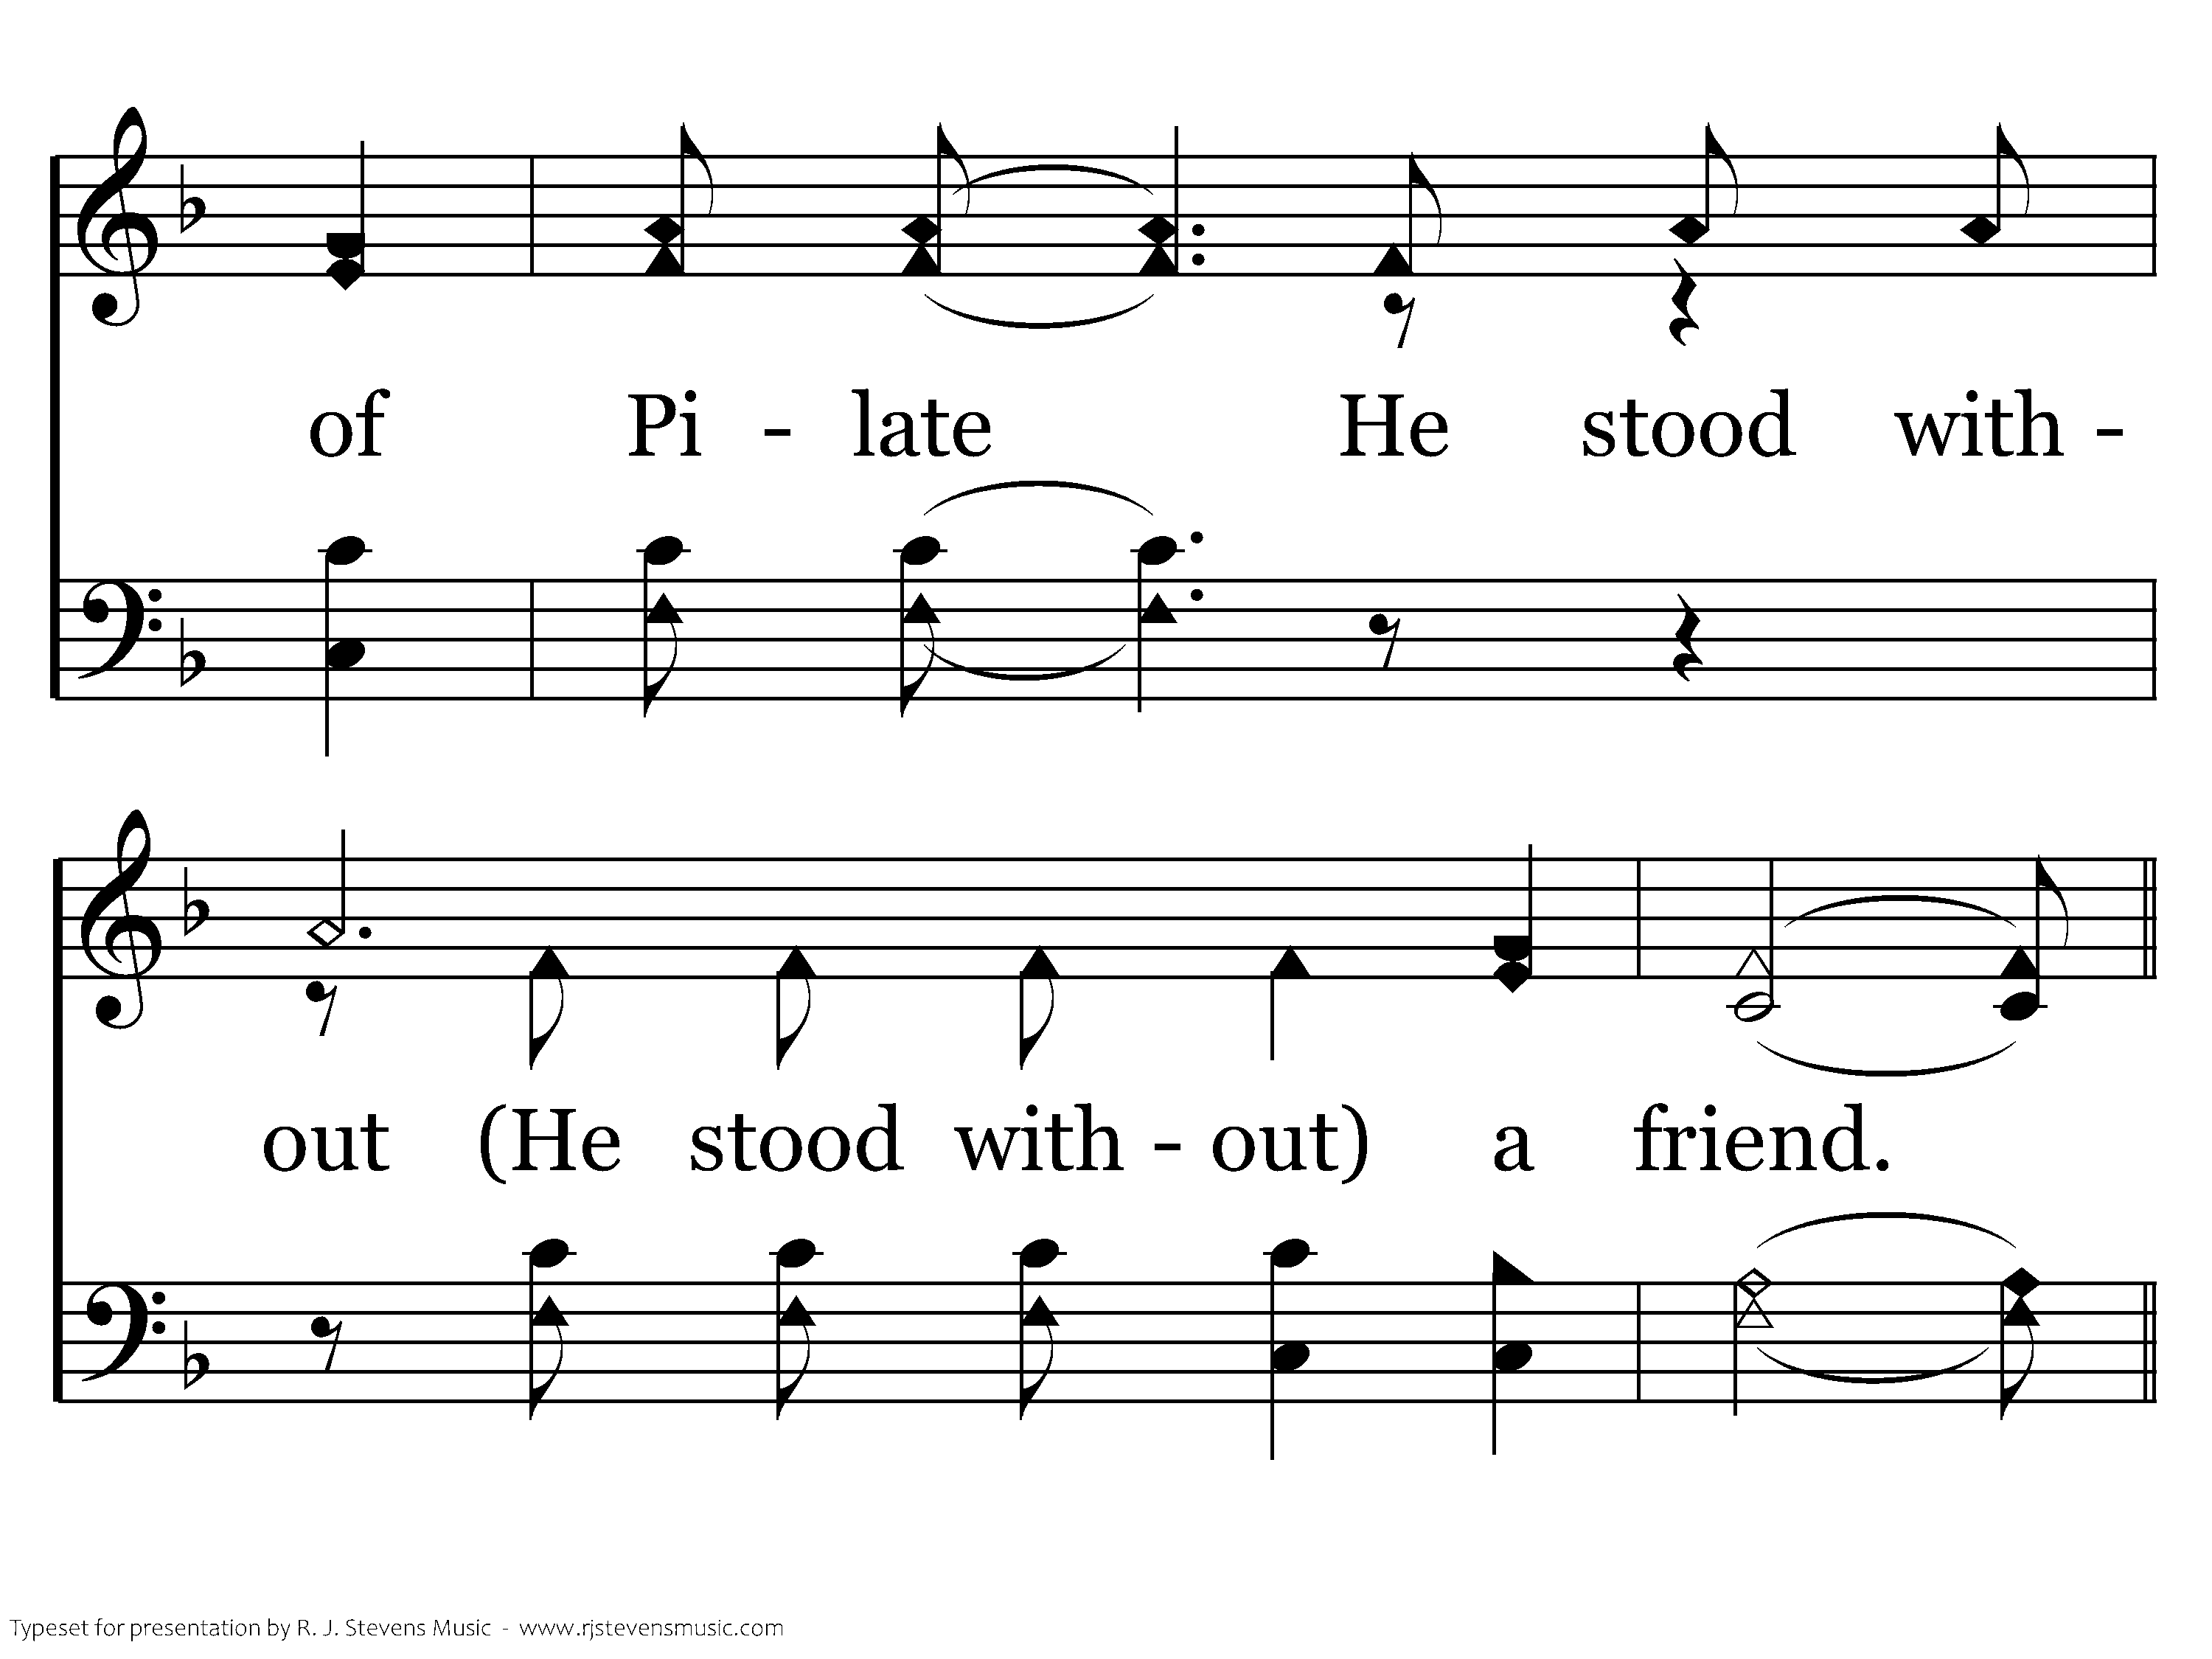 of Pi - late He stood with -
out (He stood with - out) a friend.
Typeset for presentation by R. J. Stevens Music - www.rjstevensmusic.com